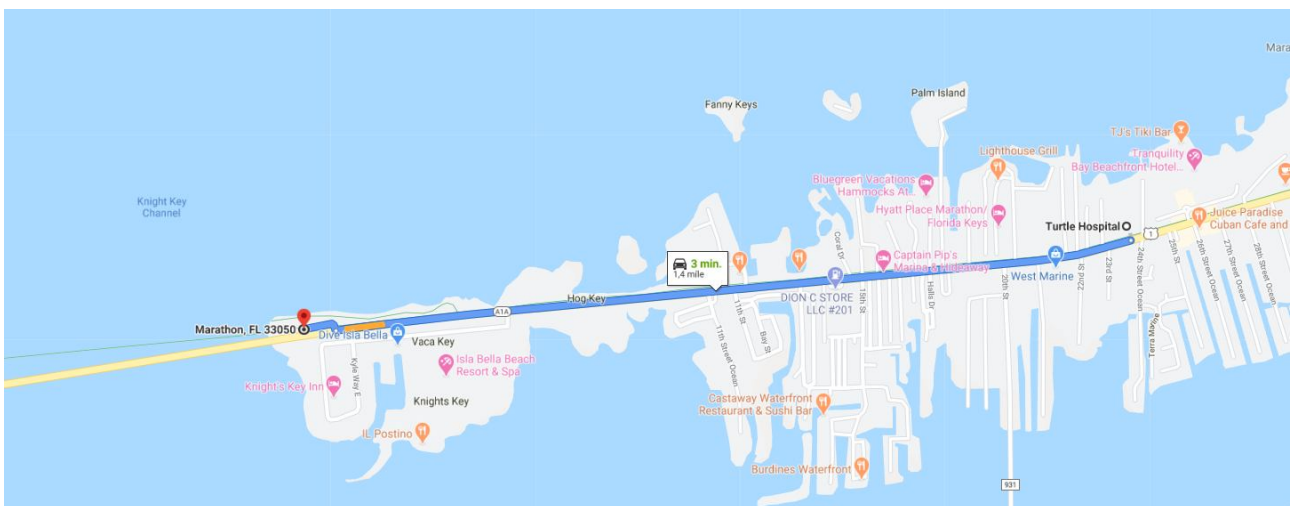 Mara
Palm Island
Fanny Keys
TJ's Tiki Bar
Lighthouse Grill
Tranquility
Bay Beachfront Hotel...
Bluegreen Vacations
Hammocks At...
Knight Key
Channel
Hyatt Place Marathon/
Florida Keys
Juice Paradise
Cuban Cafe and
Turtle Hospital
1
Coral Dr
24th Street Ocean
25th St
26th Street Ocean
27th Street Ocean
28th Street Ocean
3 min.
1,4 mile
Captain Pip's
Marina & Hideaway
West Marine
22nd St
23rd St
DION C STORE
LLC #201
15th St
Halls Dr
20th St
Hog Key
A1A
11th St
Marathon, FL 33050
Dive Isla Bella
Vaca Key
11th Street Ocean
Bay St
Terra Marine
Isla Bella Beach
Resort & Spa
Kyle Way E
Knight's Key Inn
Knights Key
Castaway Waterfront
Restaurant & Sushi Bar
IL Postino
Burdines Waterfront
931